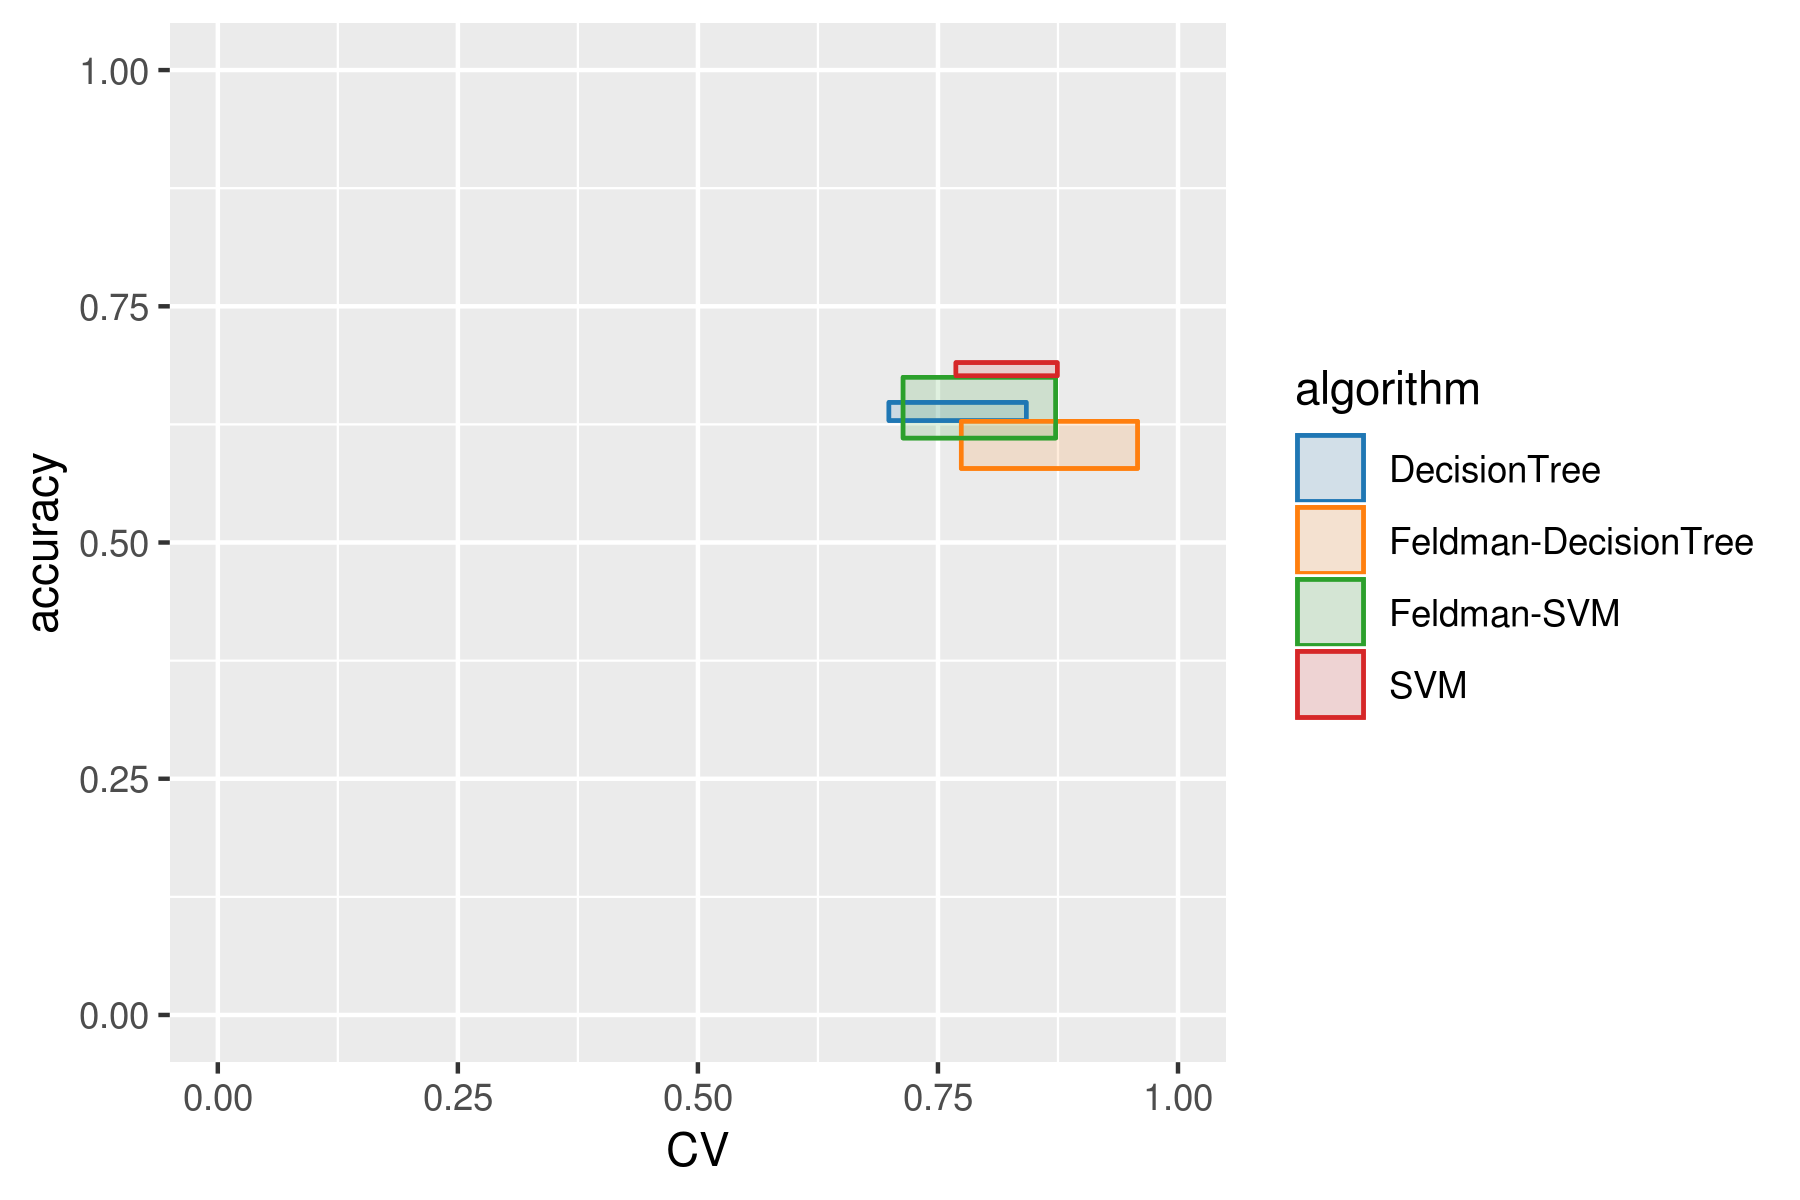 1.00
0.75
0.50
0.25
0.00
accuracy
0.00 0.25 0.50 0.75 1.00
CV
algorithm
DecisionTree
Feldman-DecisionTree
Feldman-SVM
SVM